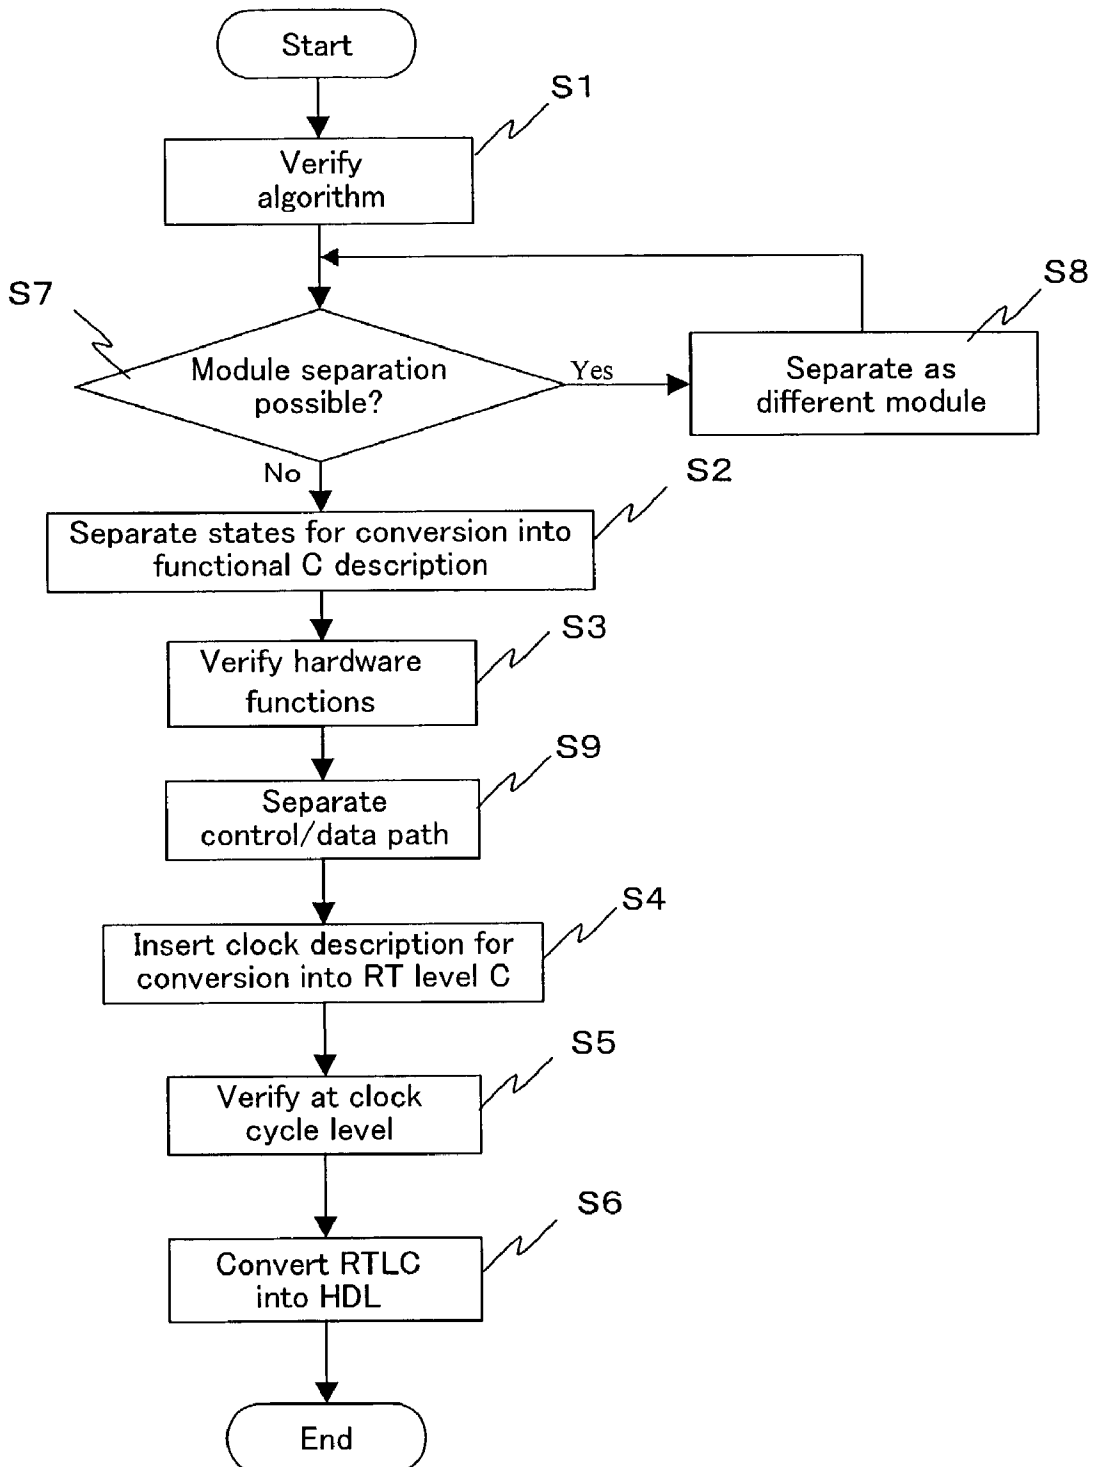 Start
S1
Verify
algorithm
S7
S8
Module separation
possible?
Yes
Separate as
different module
No
S2
Separate states for conversion into
functional C description
S3
Verify hardware
functions
S9
Separate
control/data path
S4
Insert clock description for
conversion into RT level C
S5
Verify at clock
cycle level
S6
Convert RTLC
into HDL
End